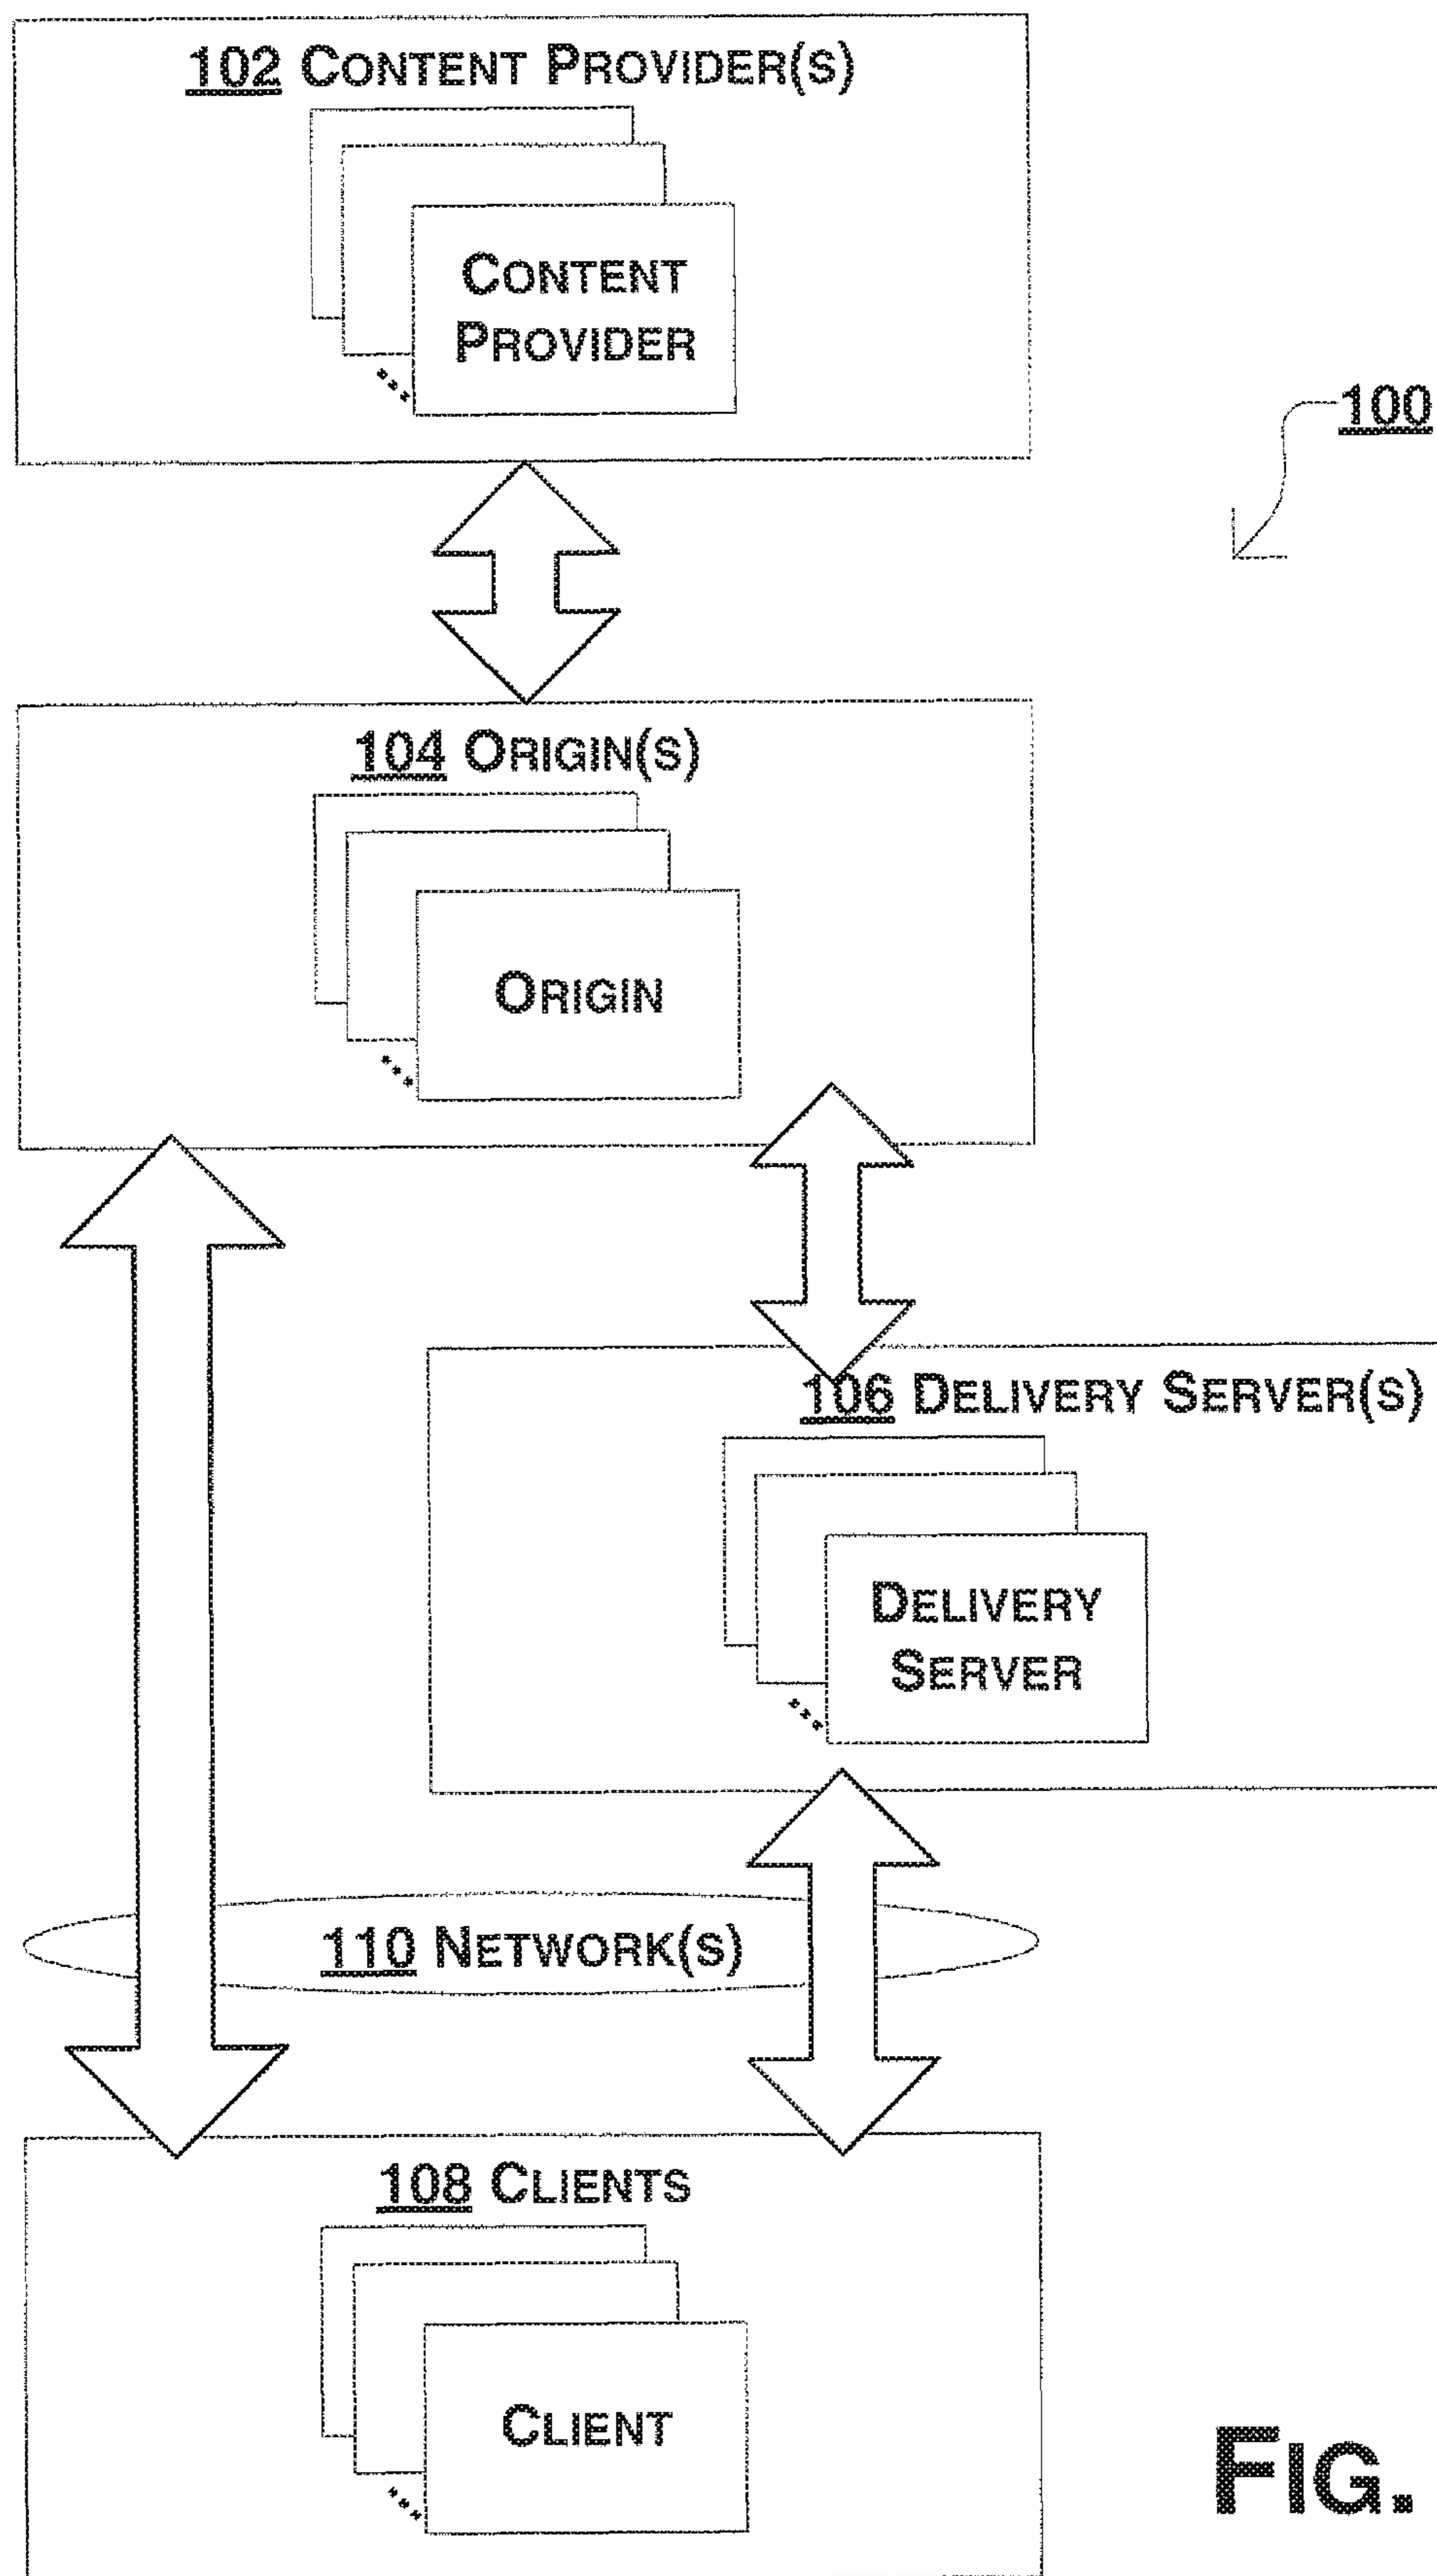 102 CONTENT PROVIDER(S)
CONTENT
PROVIDER
100
104 ORIGIN(S)
ORIGIN
106 DELIVERY SERVER(S)
DELIVERY
SERVER
110 NETWORK(S)
108 CLIENTS
CLIENT
FIG.